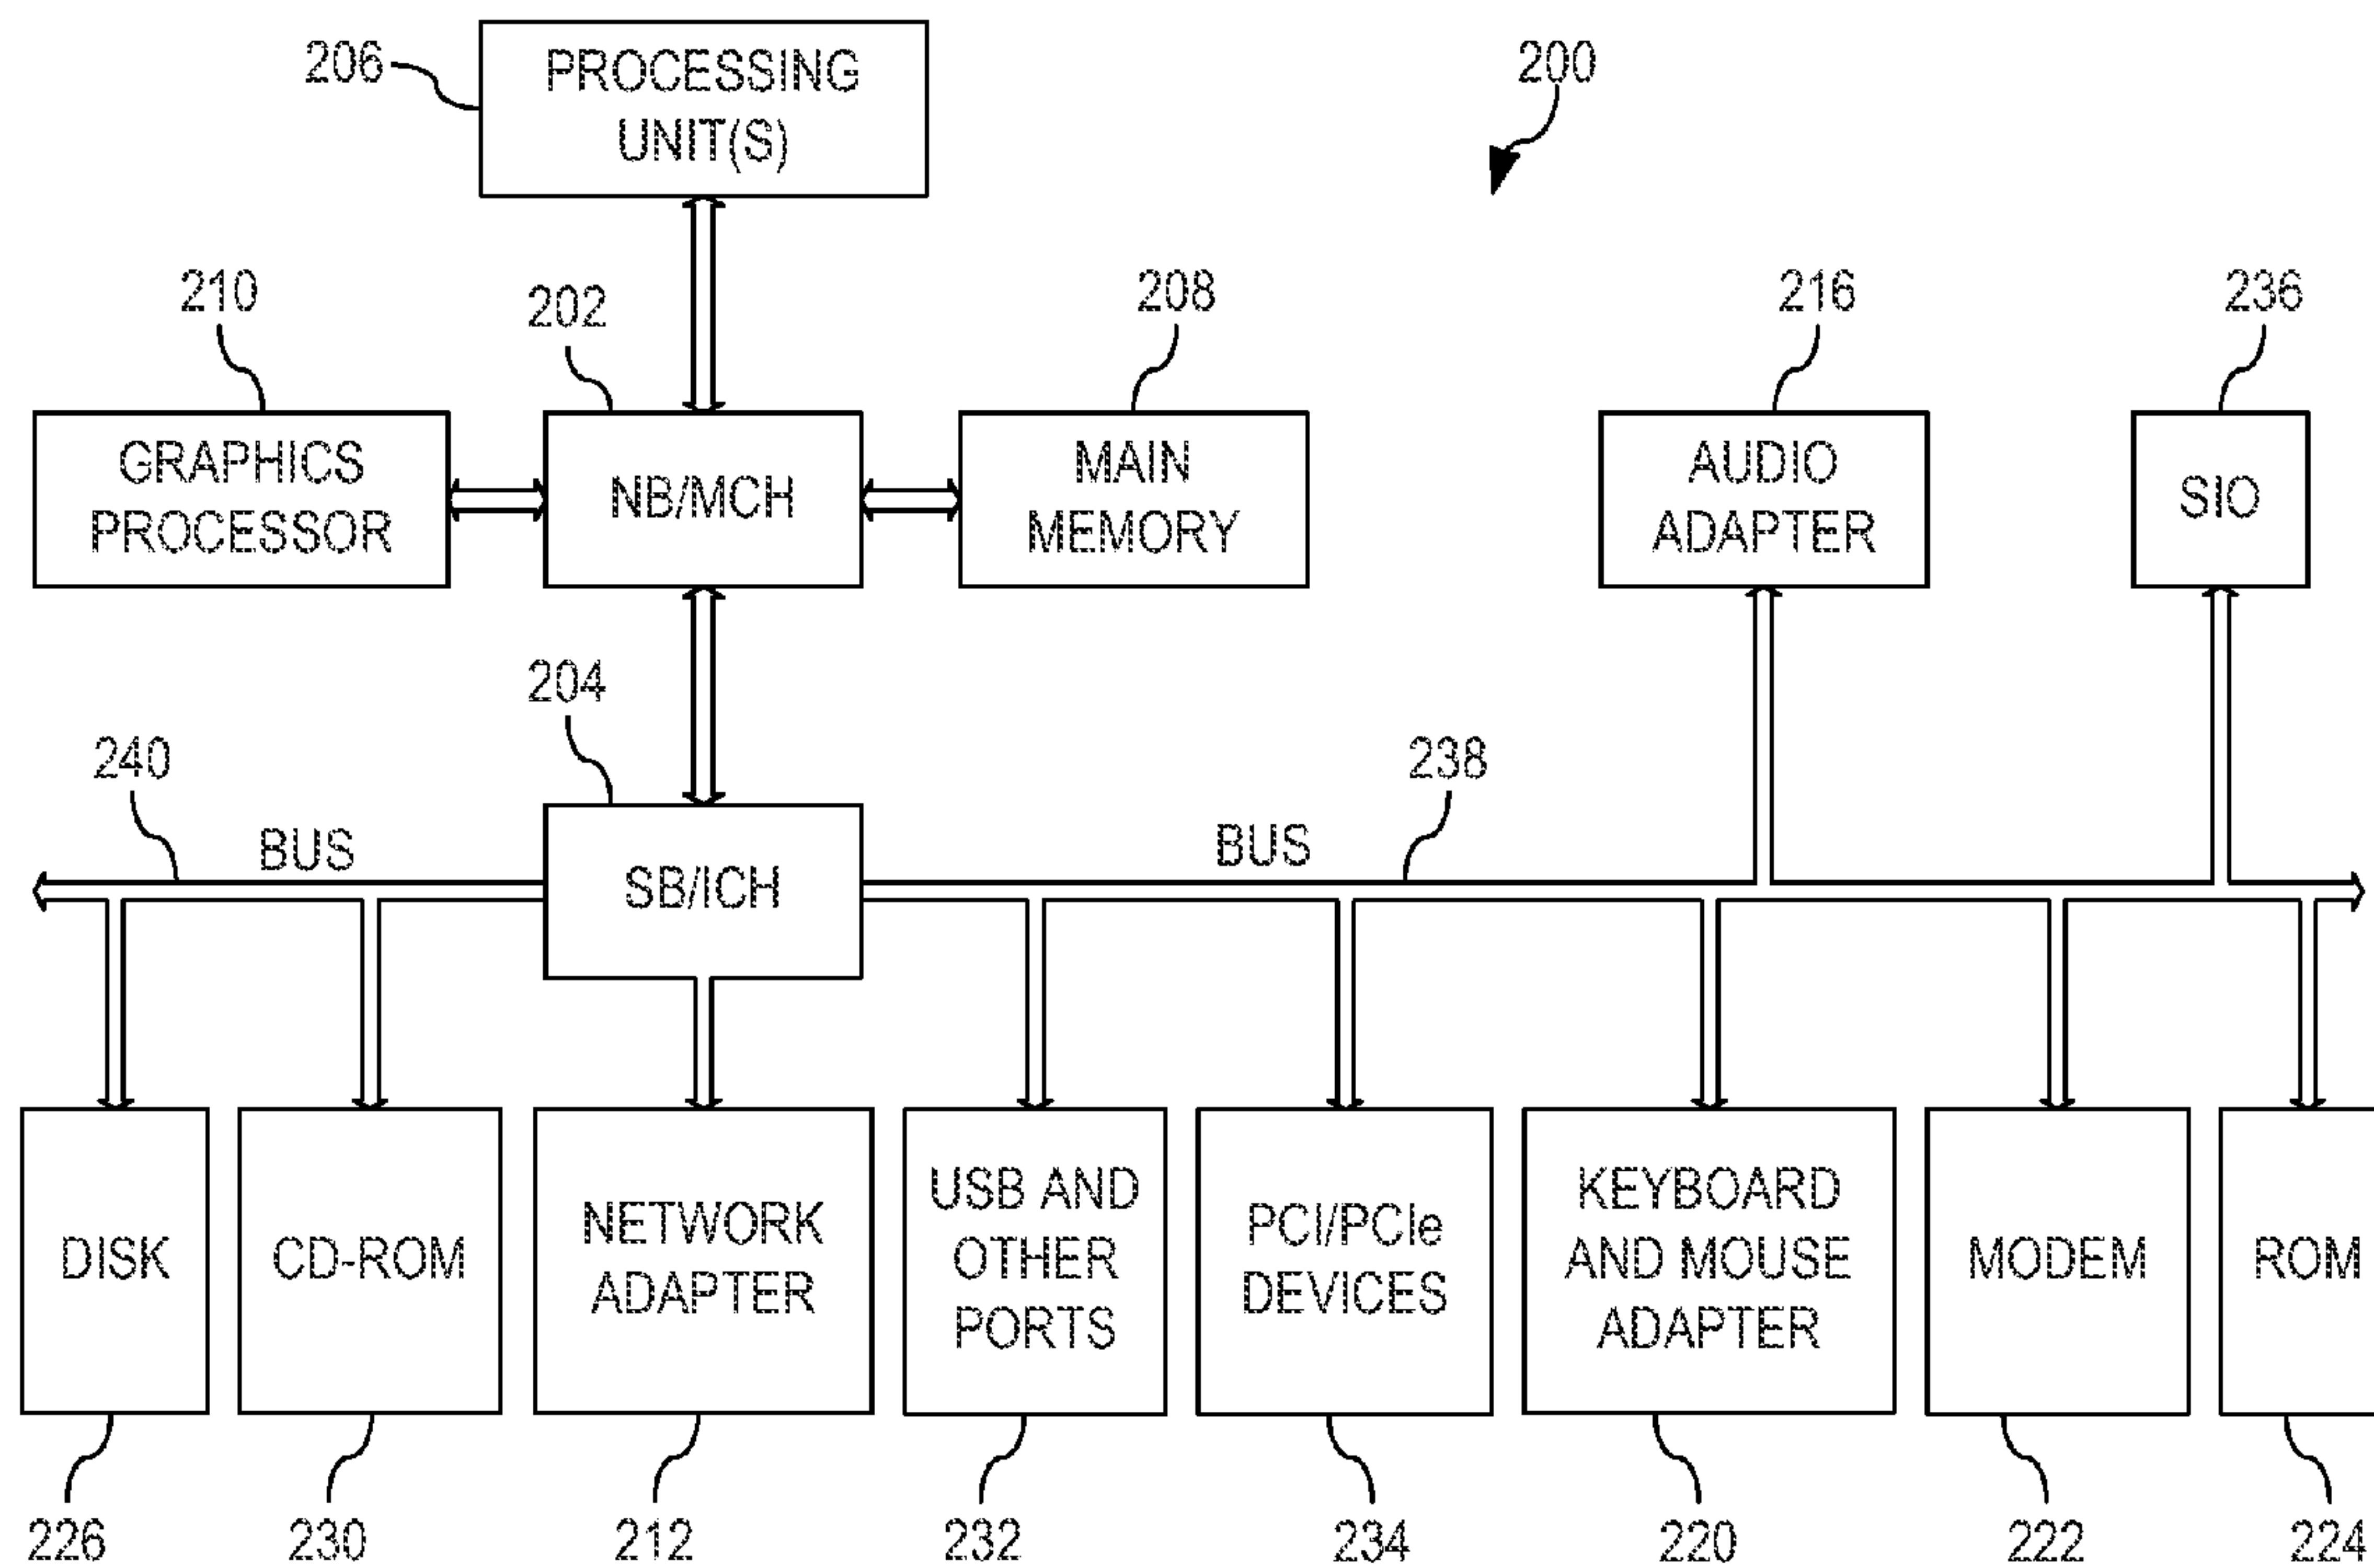 206
PROCESSING
UNIT(S)
200
210
202
208
216
236
GRAPHICS
PROCESSOR
NB/MCH
MAIN
MEMORY
AUDIO
ADAPTER
SIO
204
240
238
BUS
BUS
SB/ICH
DISK
CD-ROM
NETWORK
ADAPTER
USB AND
OTHER
PORTS
PCI/PCIe
DEVICES
KEYBOARD
AND MOUSE
ADAPTER
MODEM
ROM
226
230
212
232
234
220
222
224